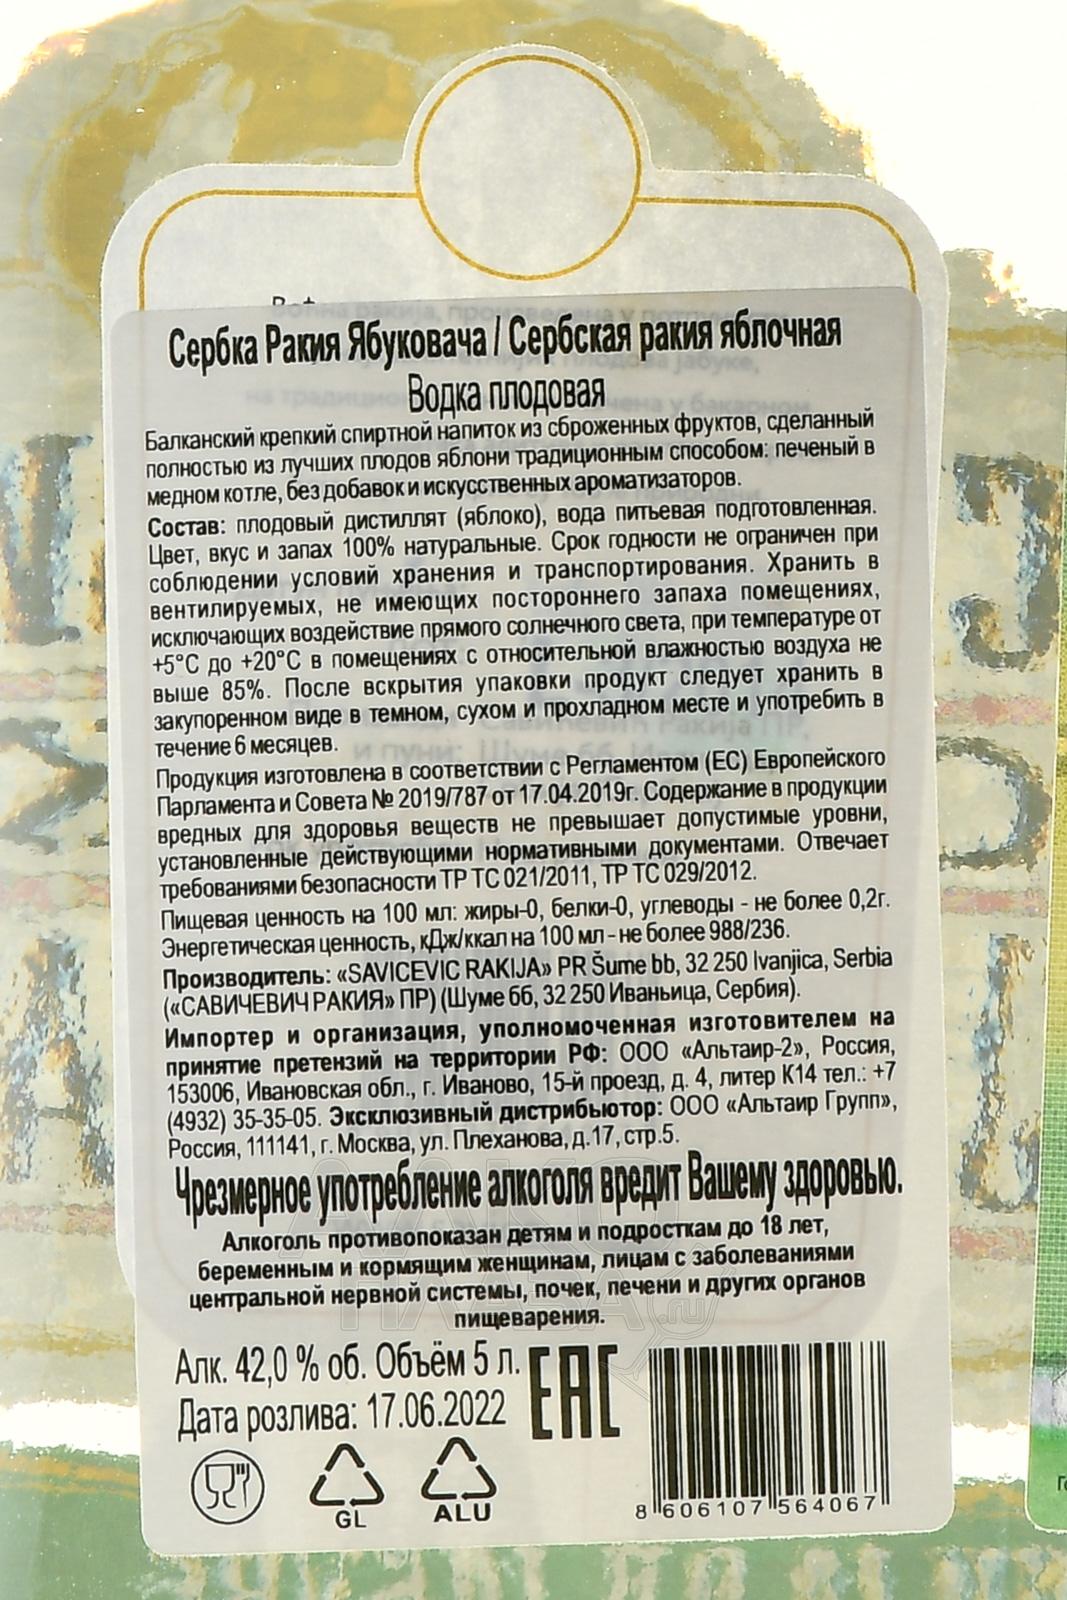 Сербка Ракия Ябуковача / Сербская ракия яблочная
Водка плодовая
Балканский крепкий спиртной напиток из сброженных фруктов, сделанный
полностью из лучших плодов яблони традиционным способом: печеный в
медном котле, без добавок и искусственных ароматизаторов.
Состав: плодовый дистиллят (яблоко), вода питьевая подготовленная.
Цвет, вкус и запах 100% натуральные. Срок годности не ограничен при
соблюдении условий хранения и транспортирования. Хранить в
вентилируемых, не имеющих постороннего запаха помещениях,
исключающих воздействие прямого солнечного света, при температуре от
+5°C до +20°C в помещениях с относительной влажностью воздуха не
выше 85%. После вскрытия упаковки продукт следует хранить в
закупоренном виде в темном, сухом и прохладном месте и употребить в
течение 6 месяцев.
Продукция изготовлена в соответствии с Регламентом (ЕС) Европейского
Парламента и Совета № 2019/787 от 17.04.2019г. Содержание в продукции
вредных для здоровья веществ не превышает допустимые уровни,
установленные действующими нормативными документами. Отвечает
требованиями безопасности ТР ТС 021/2011, ТР ТС 029/2012.
Пищевая ценность на 100 мл: жиры-0, белки-0, углеводы - не более 0,2г.
Энергетическая ценность, кДж/ккал на 100 мл - не более 988/236.
Производитель: «SAVICEVIC RAKIJA» PR Šume bb, 32 250 Ivanjica, Serbia
(«САВИЧЕВИЧ РАКИЯ» ПР) (Шуме бб, 32 250 Иваньица, Сербия).
Импортер и организация, уполномоченная изготовителем на
принятие претензий на территории РФ: ООО «Альтаир-2», Россия,
153006, Ивановская обл., г. Иваново, 15-й проезд, д. 4, литер К14 тел.: +7
(4932) 35-35-05. Эксклюзивный дистрибьютор: ООО «Альтаир Групп»,
Россия, 111141, г. Москва, ул. Плеханова, д.17, стр.5.
Чрезмерное употребление алкоголя вредит Вашему здоровью.
Алкоголь противопоказан детям и подросткам до 18 лет,
беременным и кормящим женщинам, лицам с заболеваниями
центральной нервной системы, почек, печени и других органов
пищеварения.
Алк. 42,0 % об. Объём 5 л.
Дата розлива: 17.06.2022
EAC
GL
ALU
8 606107 564067